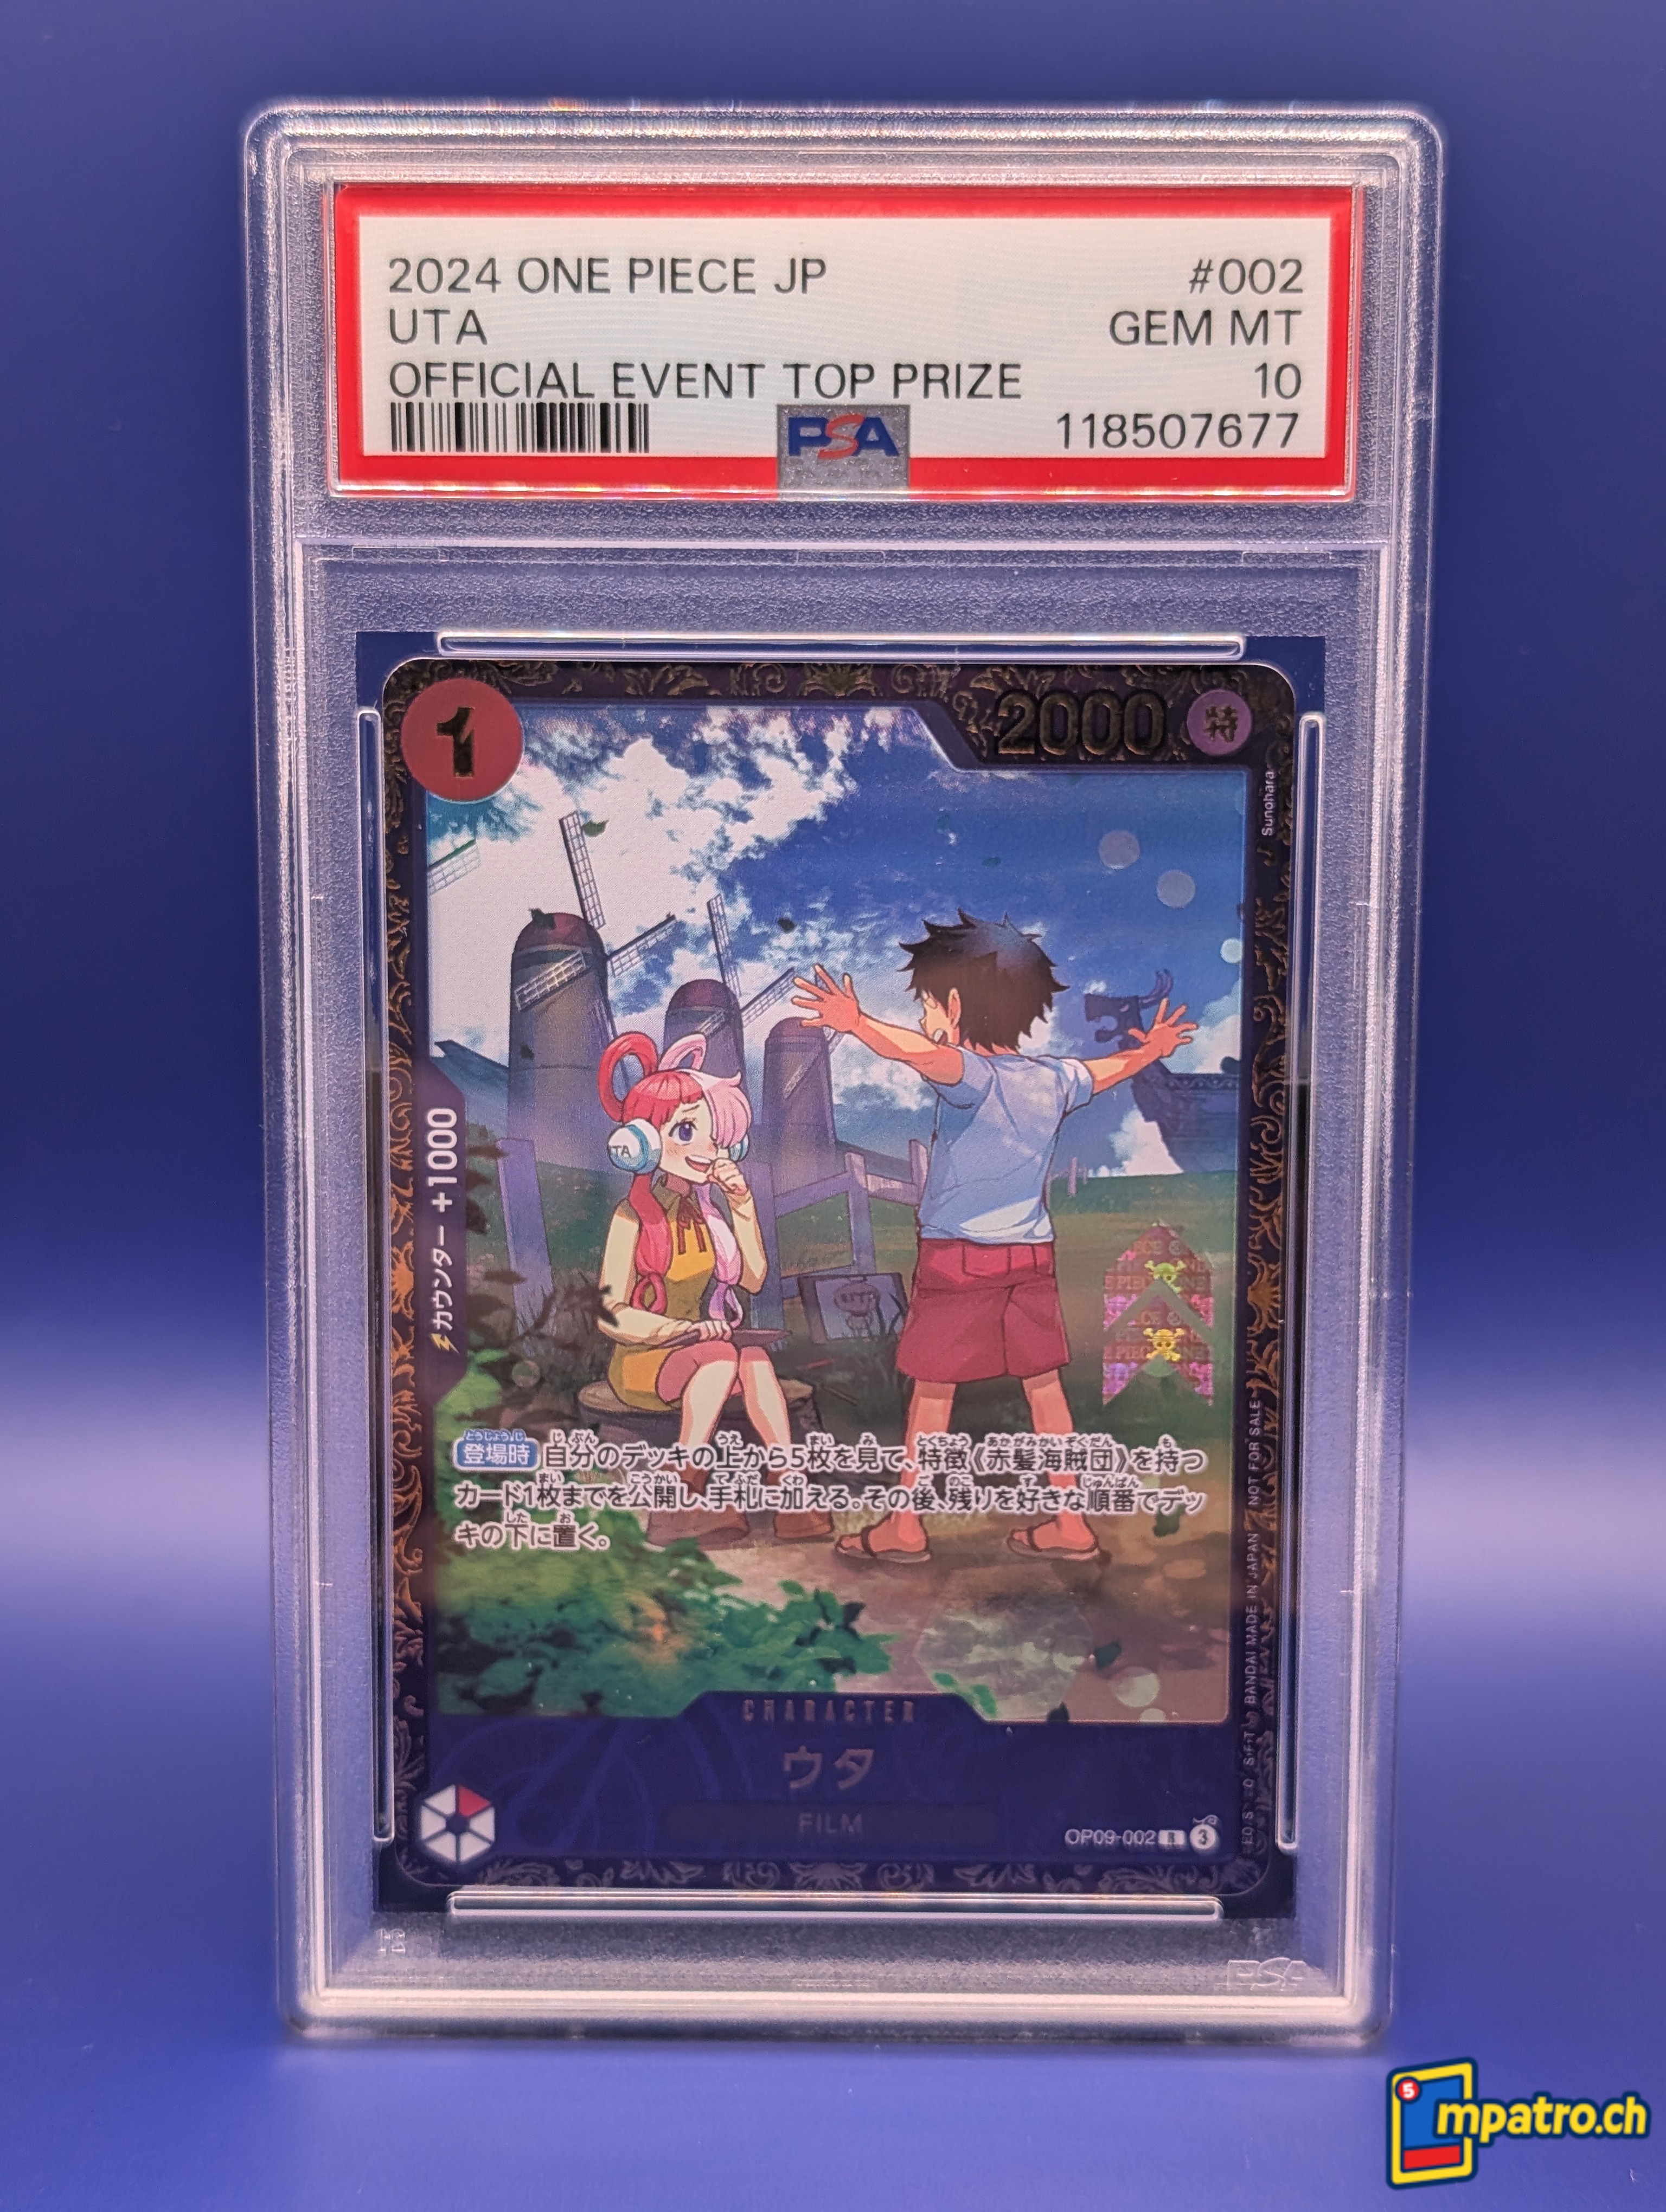 2024 ONE PIECE JP #002
UTA GEM MT
OFFICIAL EVENT TOP PRIZE 10
PSA 118507677
1 2000 特
Sunohara
カウンター +1000
UTA
登場時 自分のデッキの上から5枚を見て、特徴《赤髪海賊団》を持つ
カード1枚までを公開し、手札に加える。その後、残りを好きな順番でデッ
キの下に置く。
CHARACTER
ウタ
FILM
OP09-002 R 3
BANDAI MADE IN JAPAN NOT FOR SALE
PSA
5
mpatro.ch